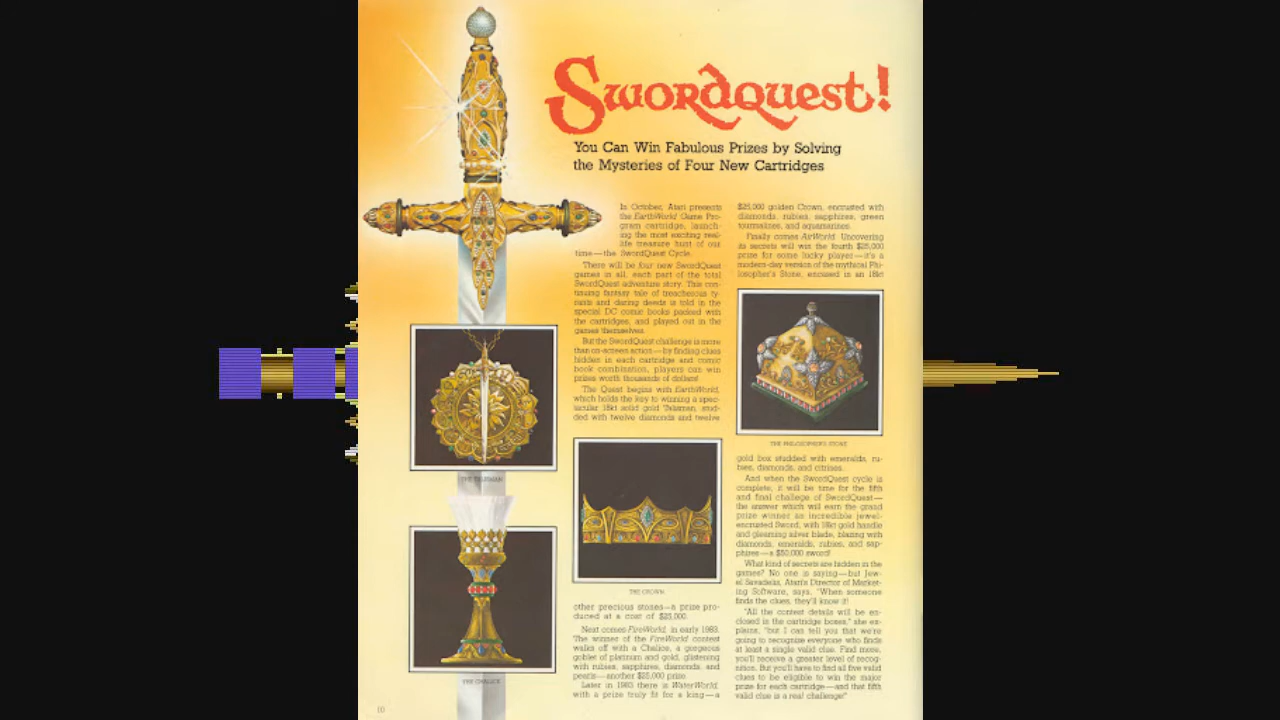 Swordquest!
You Can Win Fabulous Prizes by Solving
the Mysteries of Four New Cartridges
In October, Atari presents
the EarthWorld Game Pro-
gram cartridge, launch-
ing the most exciting real-
life treasure hunt of our
time—the SwordQuest Cycle.
There will be four new SwordQuest
games in all, each part of the total
SwordQuest adventure story. This con-
tinuing fantasy tale of treacherous ty-
rants and daring deeds is told in the
special DC comic books packed with
the cartridges, and played out in the
games themselves.
But the SwordQuest challenge is more
than on-screen action—by finding clues
hidden in each cartridge and comic
book combination, players can win
prizes worth thousands of dollars!
The Quest begins with EarthWorld,
which holds the key to winning a spec-
tacular 18kt solid gold Talisman, stud-
ded with twelve diamonds and twelve
THE TALISMAN
THE CHALICE
THE CROWN
other precious stones—a prize pro-
duced at a cost of $25,000.
Next comes FireWorld, in early 1983.
The winner of the FireWorld contest
walks off with a Chalice, a gorgeous
goblet of platinum and gold, glistening
with rubies, sapphires, diamonds, and
pearls—another $25,000 prize.
Later in 1983 there is WaterWorld,
with a prize truly fit for a king—a
$25,000 golden Crown, encrusted with
diamonds, rubies, sapphires, green
tourmalines, and aquamarines.
Finally comes AirWorld. Uncovering
its secrets will win the fourth $25,000
prize for some lucky player—it's a
modern-day version of the mythical Phi-
losopher's Stone, encased in an 18kt
THE PHILOSOPHER'S STONE
gold box studded with emeralds, ru-
bies, diamonds, and citrines.
And when the SwordQuest cycle is
complete, it will be time for the fifth
and final challege of SwordQuest—
the answer which will earn the grand
prize winner an incredible jewel-
encrusted Sword, with 18kt gold handle
and gleaming silver blade, blazing with
diamonds, emeralds, rubies, and sap-
phires—a $50,000 sword!
What kind of secrets are hidden in the
games? No one is saying—but Jew-
el Savadelis, Atari's Director of Market-
ing Software, says, "When someone
finds the clues, they'll know it!
"All the contest details will be en-
closed in the cartridge boxes," she ex-
plains, "but I can tell you that we're
going to recognize everyone who finds
at least a single valid clue. Find more,
you'll receive a greater level of recog-
nition. But you'll have to find all five valid
clues to be eligible to win the major
prize for each cartridge—and that fifth
valid clue is a real challenge!"
10